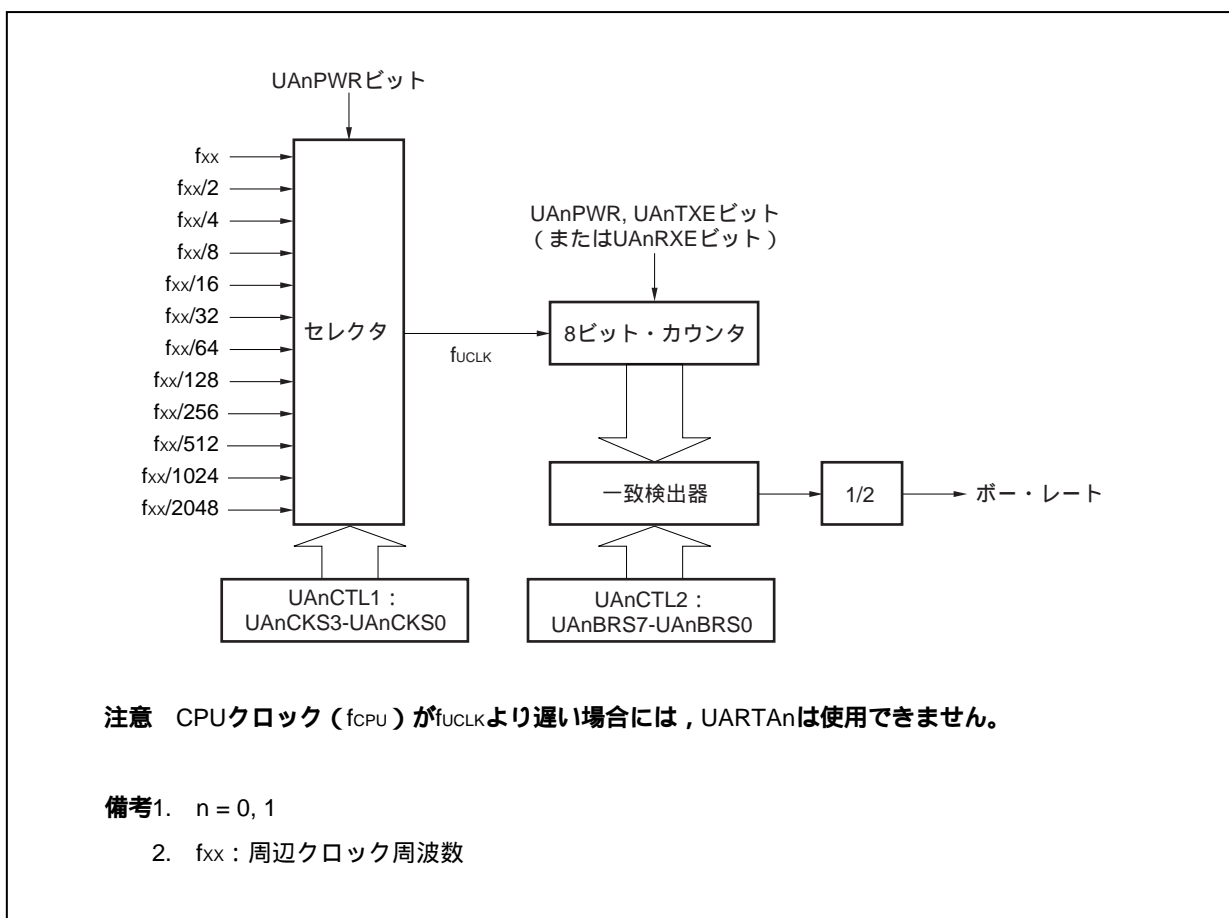 UAnPWRビット
fXX
fXX/2
fXX/4
fXX/8
fXX/16
fXX/32
fXX/64
fXX/128
fXX/256
fXX/512
fXX/1024
fXX/2048
セレクタ
fUCLK
UAnPWR, UAnTXEビット
（またはUAnRXEビット）
8ビット・カウンタ
一致検出器
1/2
ボー・レート
UAnCTL1：
UAnCKS3-UAnCKS0
UAnCTL2：
UAnBRS7-UAnBRS0
注意 CPUクロック（fCPU）がfUCLKより遅い場合には，UARTAnは使用できません。
備考1. n = 0, 1
2. fXX：周辺クロック周波数